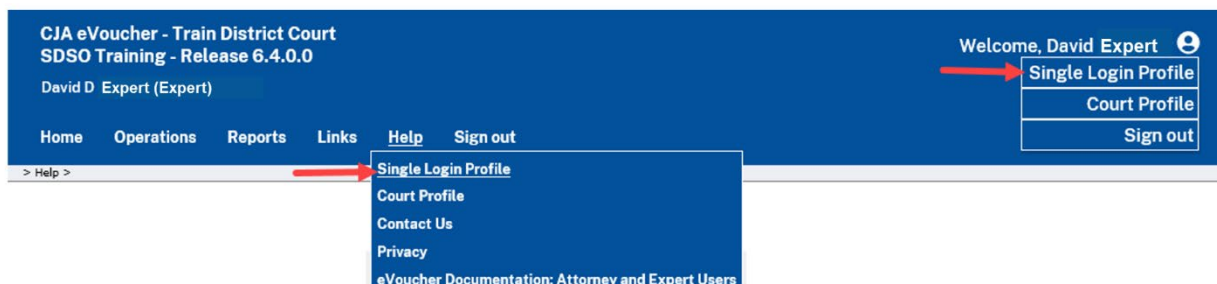 CJA eVoucher - Train District Court
SDSO Training - Release 6.4.0.0
David D Expert (Expert)
Welcome, David Expert
Single Login Profile
Court Profile
Sign out
Home Operations Reports Links Help Sign out
> Help >
Single Login Profile
Court Profile
Contact Us
Privacy
eVoucher Documentation: Attorney and Expert Users